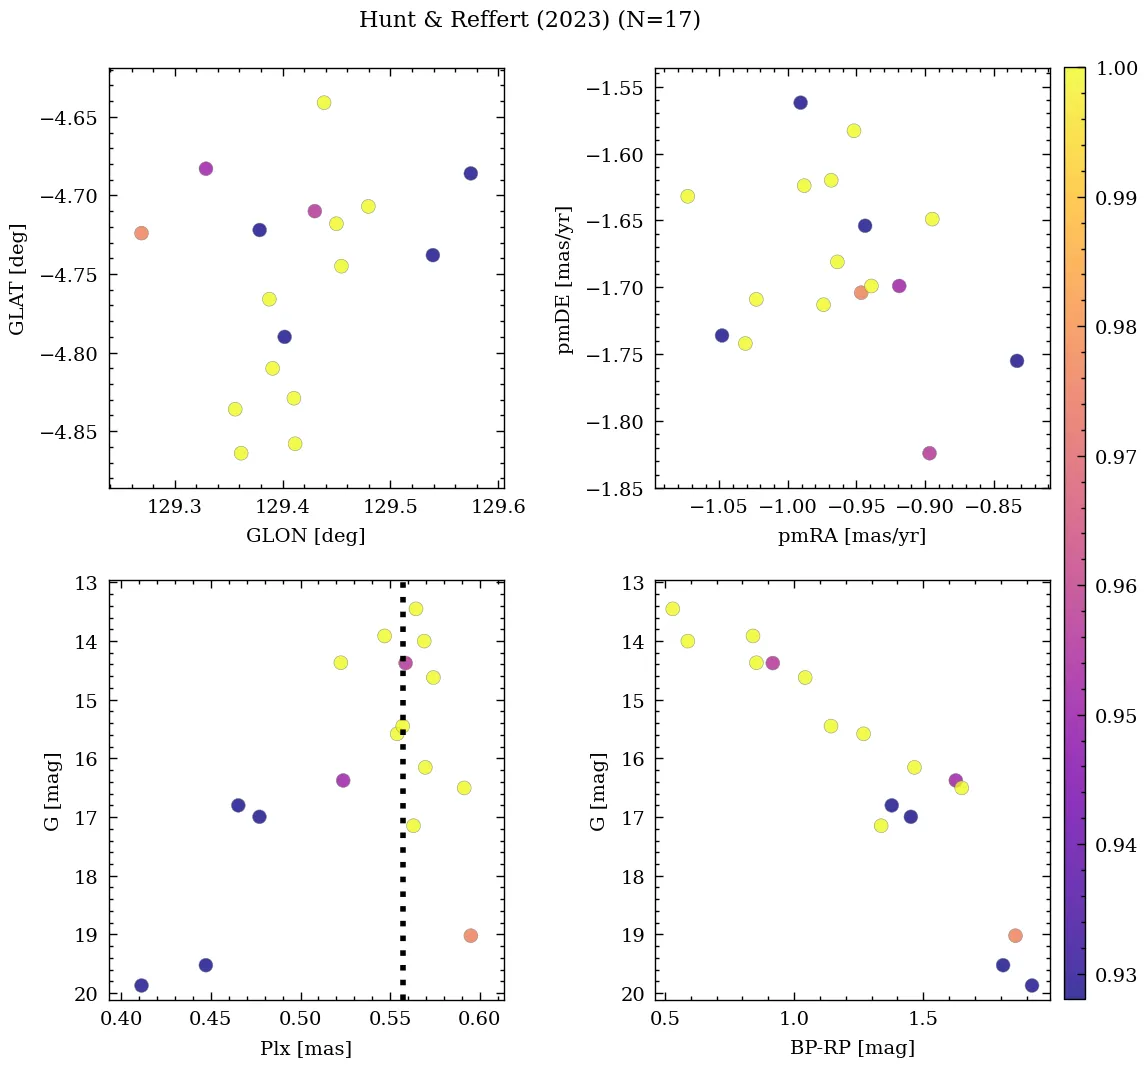 Hunt & Reffert (2023) (N=17)
−4.65
−4.70
−4.75
−4.80
−4.85
GLAT [deg]
129.3 129.4 129.5 129.6
GLON [deg]
−1.55
−1.60
−1.65
−1.70
−1.75
−1.80
−1.85
pmDE [mas/yr]
−1.05 −1.00 −0.95 −0.90 −0.85
pmRA [mas/yr]
13
14
15
16
17
18
19
20
G [mag]
0.40 0.45 0.50 0.55 0.60
Plx [mas]
13
14
15
16
17
18
19
20
G [mag]
0.5 1.0 1.5
BP-RP [mag]
1.00
0.99
0.98
0.97
0.96
0.95
0.94
0.93